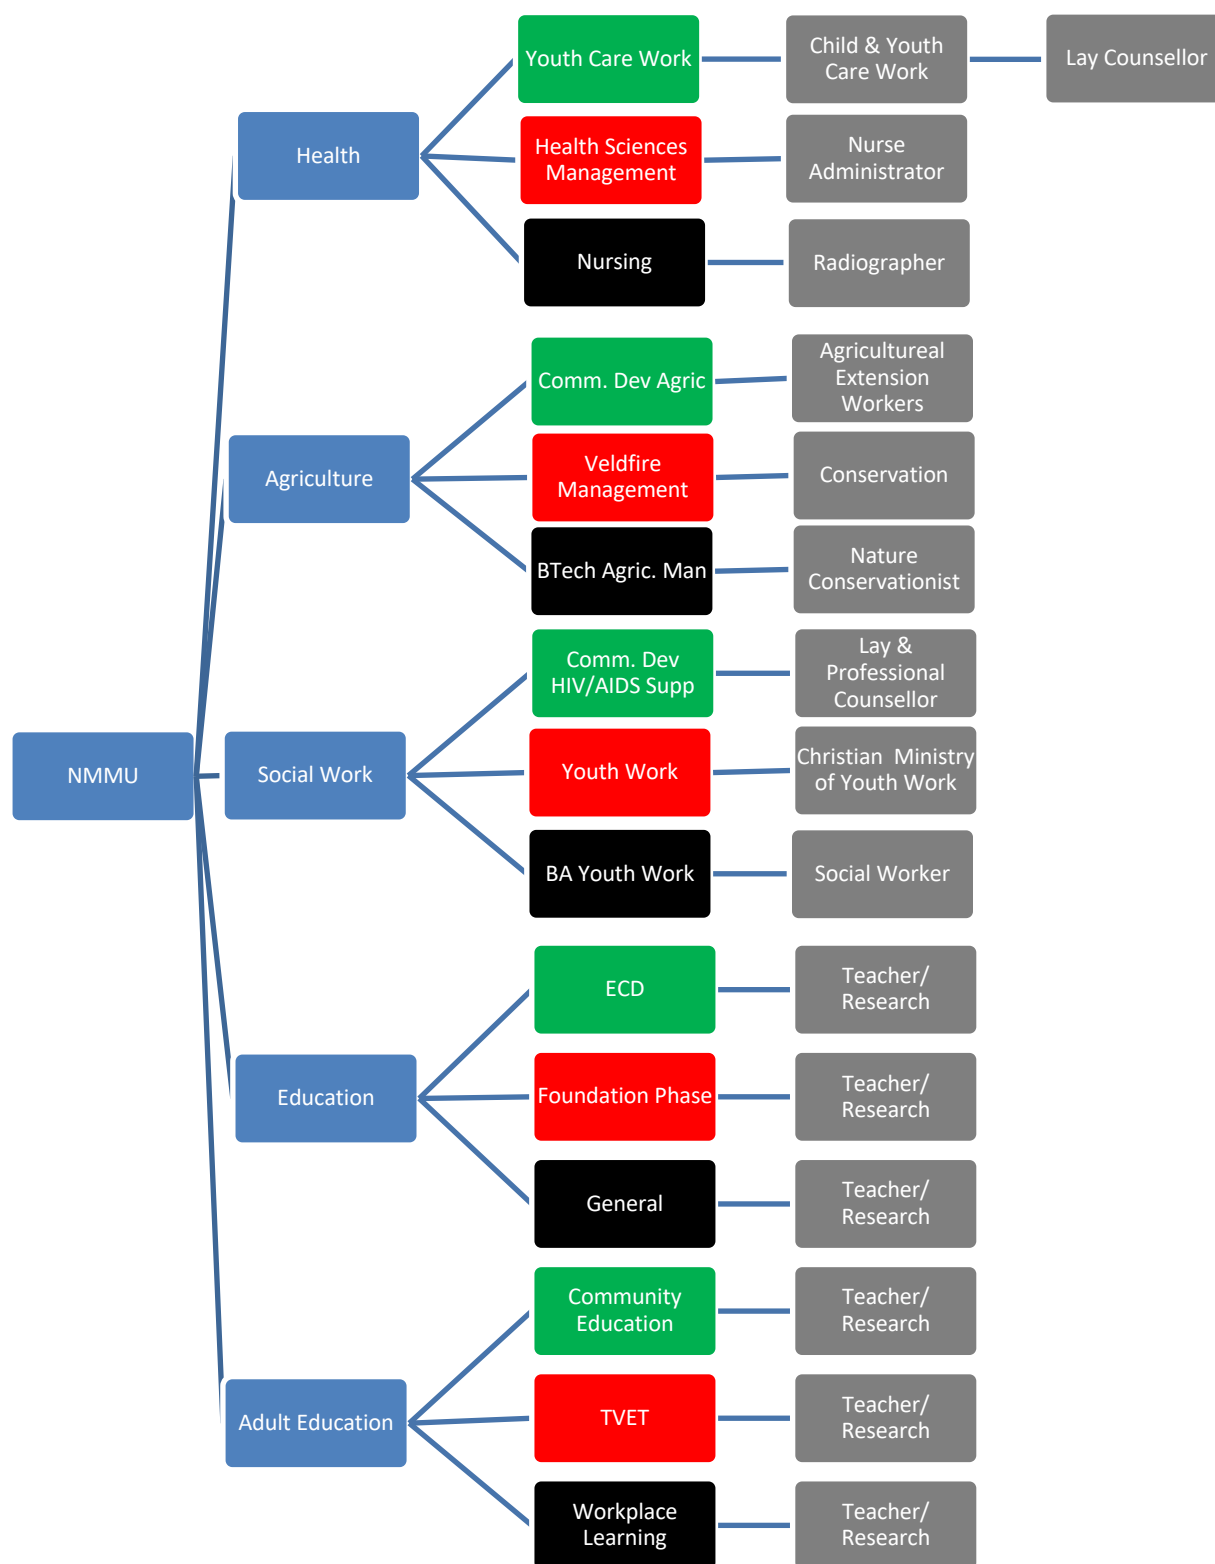 Youth Care Work
Child & Youth
Care Work
Lay Counsellor
Health
Health Sciences
Management
Nurse
Administrator
Nursing
Radiographer
Comm. Dev Agric
Agricultureal
Extension
Workers
Agriculture
Veldfire
Management
Conservation
BTech Agric. Man
Nature
Conservationist
Comm. Dev
HIV/AIDS Supp
Lay &
Professional
Counsellor
NMMU
Social Work
Youth Work
Christian Ministry
of Youth Work
BA Youth Work
Social Worker
ECD
Teacher/
Research
Education
Foundation Phase
Teacher/
Research
General
Teacher/
Research
Community
Education
Teacher/
Research
Adult Education
TVET
Teacher/
Research
Workplace
Learning
Teacher/
Research